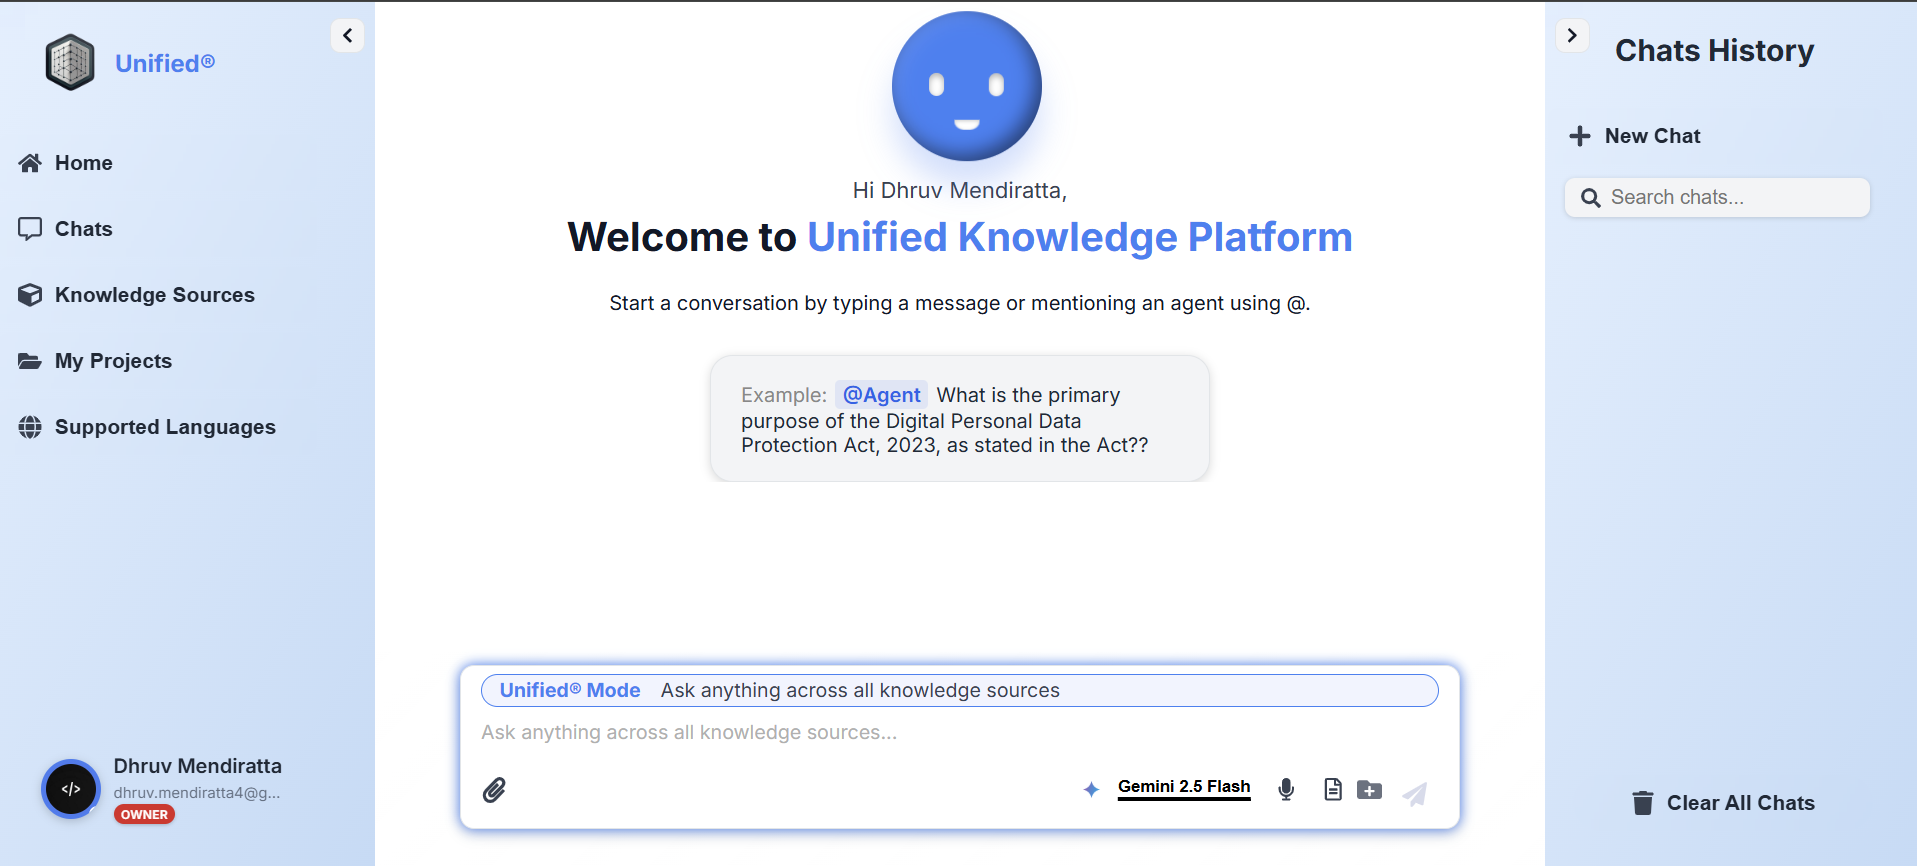 Unified®
Home
Chats
Knowledge Sources
My Projects
Supported Languages
Dhruv Mendiratta
dhruv.mendiratta4@g...
OWNER
Hi Dhruv Mendiratta,
Welcome to Unified Knowledge Platform
Start a conversation by typing a message or mentioning an agent using @.
Example: @Agent What is the primary
purpose of the Digital Personal Data
Protection Act, 2023, as stated in the Act??
Unified® Mode Ask anything across all knowledge sources
Ask anything across all knowledge sources...
Gemini 2.5 Flash
Chats History
New Chat
Search chats...
Clear All Chats